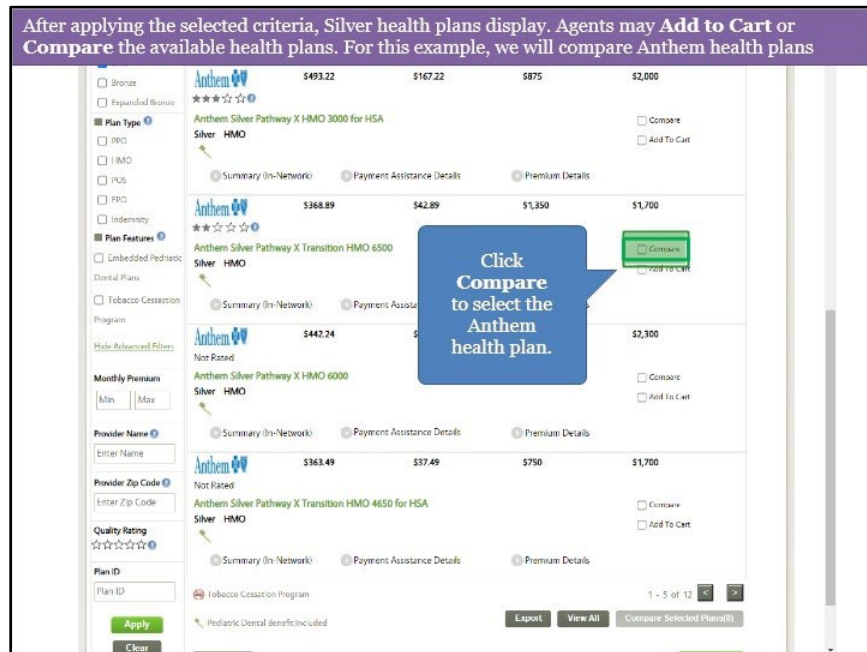 After applying the selected criteria, Silver health plans display. Agents may Add to Cart or
Compare the available health plans. For this example, we will compare Anthem health plans
Bronze
Expanded Bronze
Plan Type
PPO
HMO
POS
EPO
Indemnity
Plan Features
Embedded Pedriatic
Dental Plans
Tobacco Cessastion
Program
Hide Advanced Filters
Monthly Premium
Min Max
Provider Name
Enter Name
Provider Zip Code
Enter Zip Code
Quality Rating
Plan ID
Plan ID
Apply
Clear
Anthem $493.22 $167.22 $875 $2,000
Anthem Silver Pathway X HMO 3000 for HSA
Compare
Silver HMO
Add To Cart
Summary (In-Network) Payment Assistance Details Premium Details
Anthem $368.89 $42.89 $1,350 $1,700
Anthem Silver Pathway X Transition HMO 6500
Compare
Silver HMO
Add To Cart
Summary (In-Network) Payment
Click
Compare
to select the
Anthem
health plan.
Anthem $442.24 $2,300
Not Rated
Anthem Silver Pathway X HMO 6000
Compare
Silver HMO
Add To Cart
Summary (In-Network) Payment Assistance Details Premium Details
Anthem $363.49 $37.49 $750 $1,700
Not Rated
Anthem Silver Pathway X Transition HMO 4650 for HSA
Compare
Silver HMO
Add To Cart
Summary (In-Network) Payment Assistance Details Premium Details
Tobacco Cessation Program
1 - 5 of 12 < >
Pediatric Dental Benefit Included
Export View All Compare Selected Plans(0)